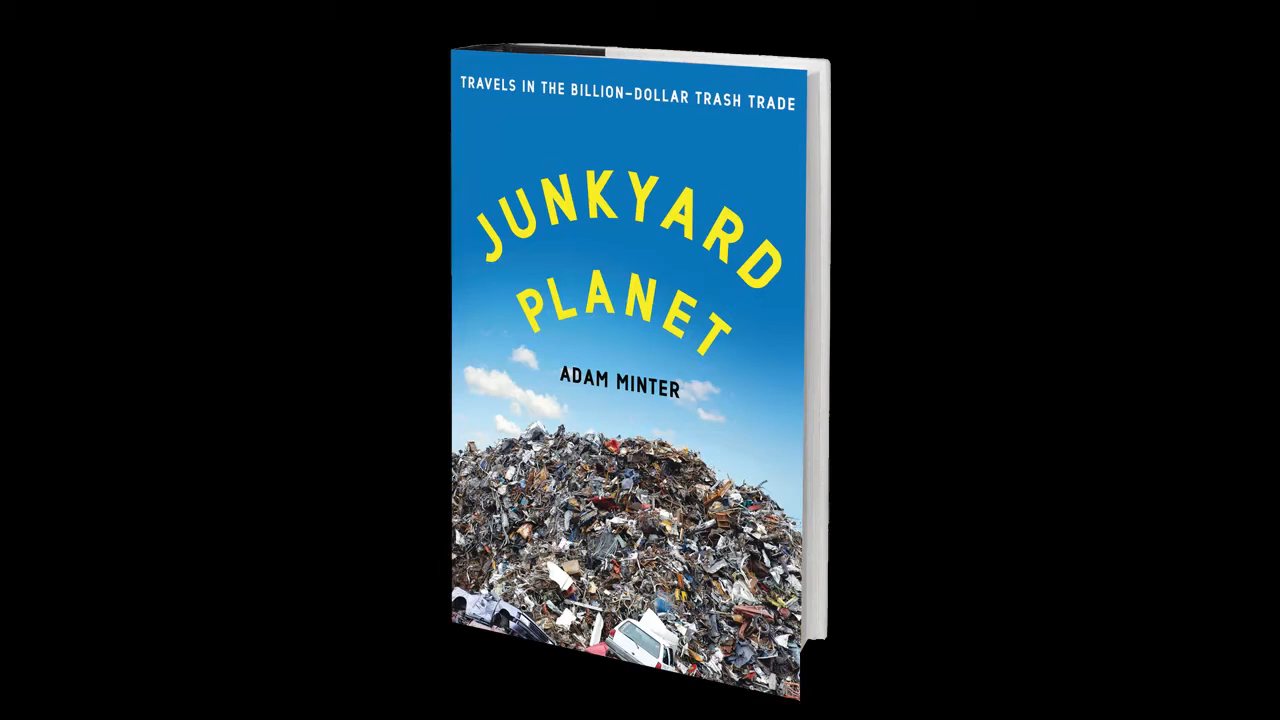 TRAVELS IN THE BILLION-DOLLAR TRASH TRADE
JUNKYARD
PLANET
ADAM MINTER